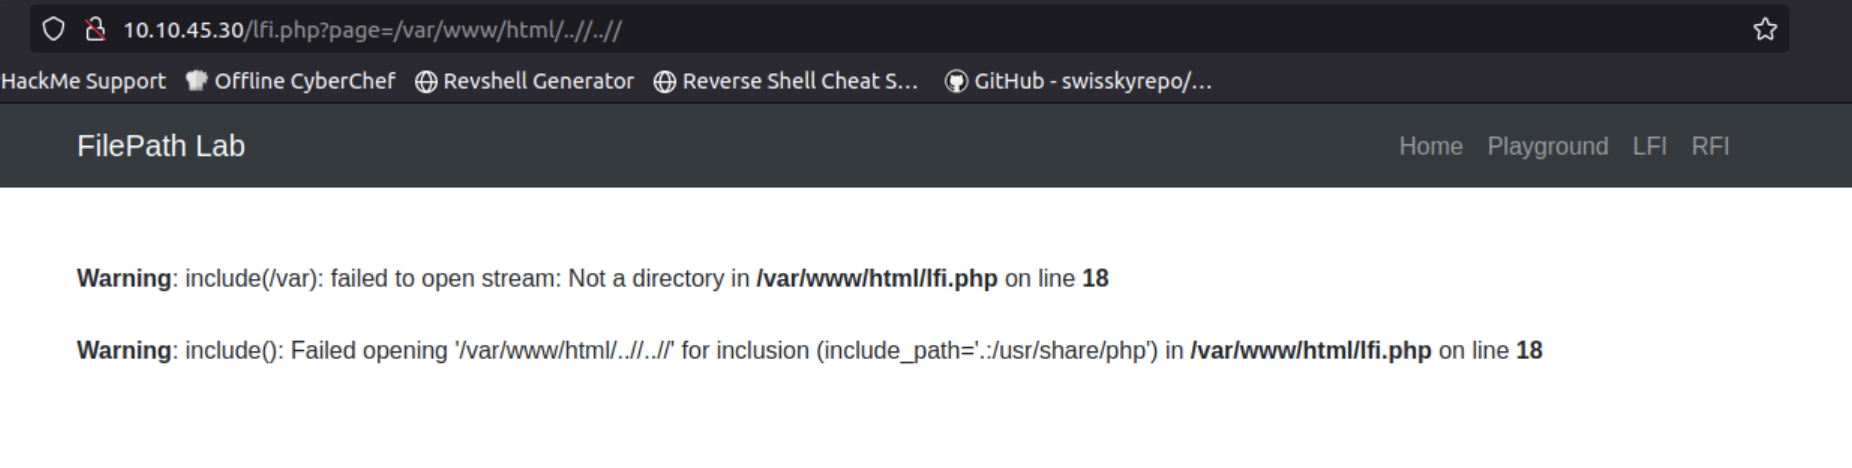 10.10.45.30/lfi.php?page=/var/www/html/..//..//
HackMe Support Offline CyberChef Revshell Generator Reverse Shell Cheat S... GitHub - swisskyrepo/...
FilePath Lab Home Playground LFI RFI
Warning: include(/var): failed to open stream: Not a directory in /var/www/html/lfi.php on line 18
Warning: include(): Failed opening '/var/www/html/..//..//' for inclusion (include_path='.:/usr/share/php') in /var/www/html/lfi.php on line 18